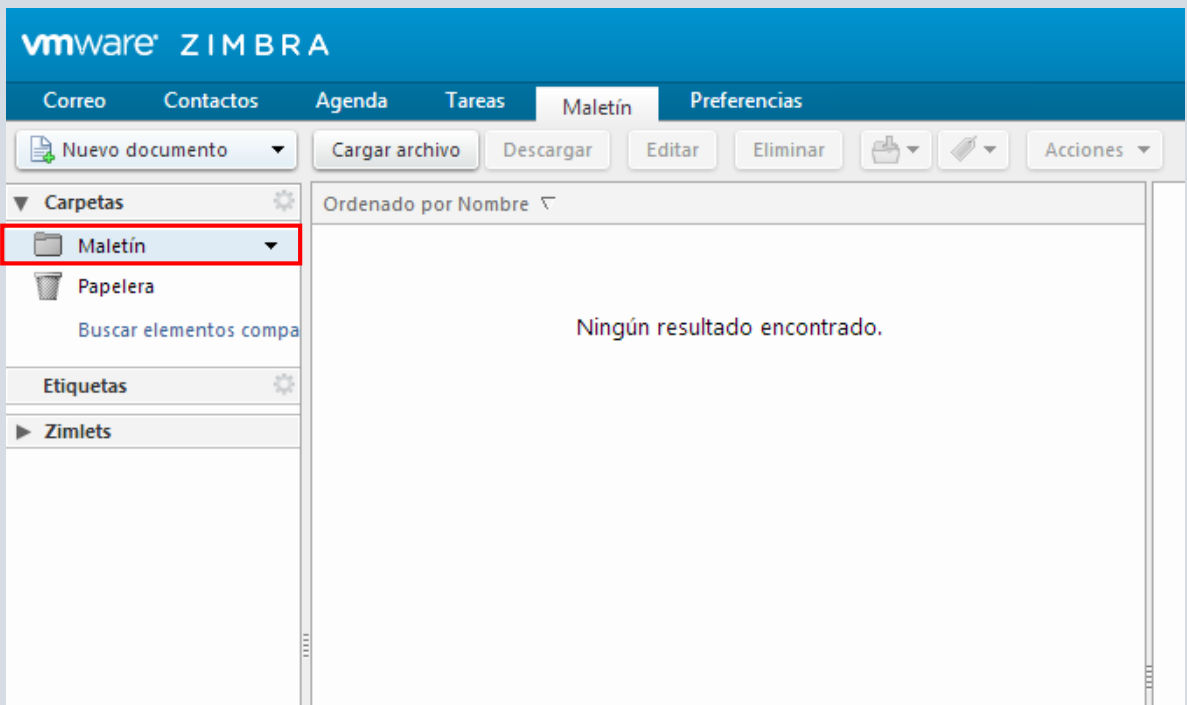 vmware ZIMBRA
Correo Contactos Agenda Tareas Maletín Preferencias
Nuevo documento Cargar archivo Descargar Editar Eliminar Acciones
Carpetas Ordenado por Nombre
Maletín
Papelera
Buscar elementos compa
Ningún resultado encontrado.
Etiquetas
Zimlets